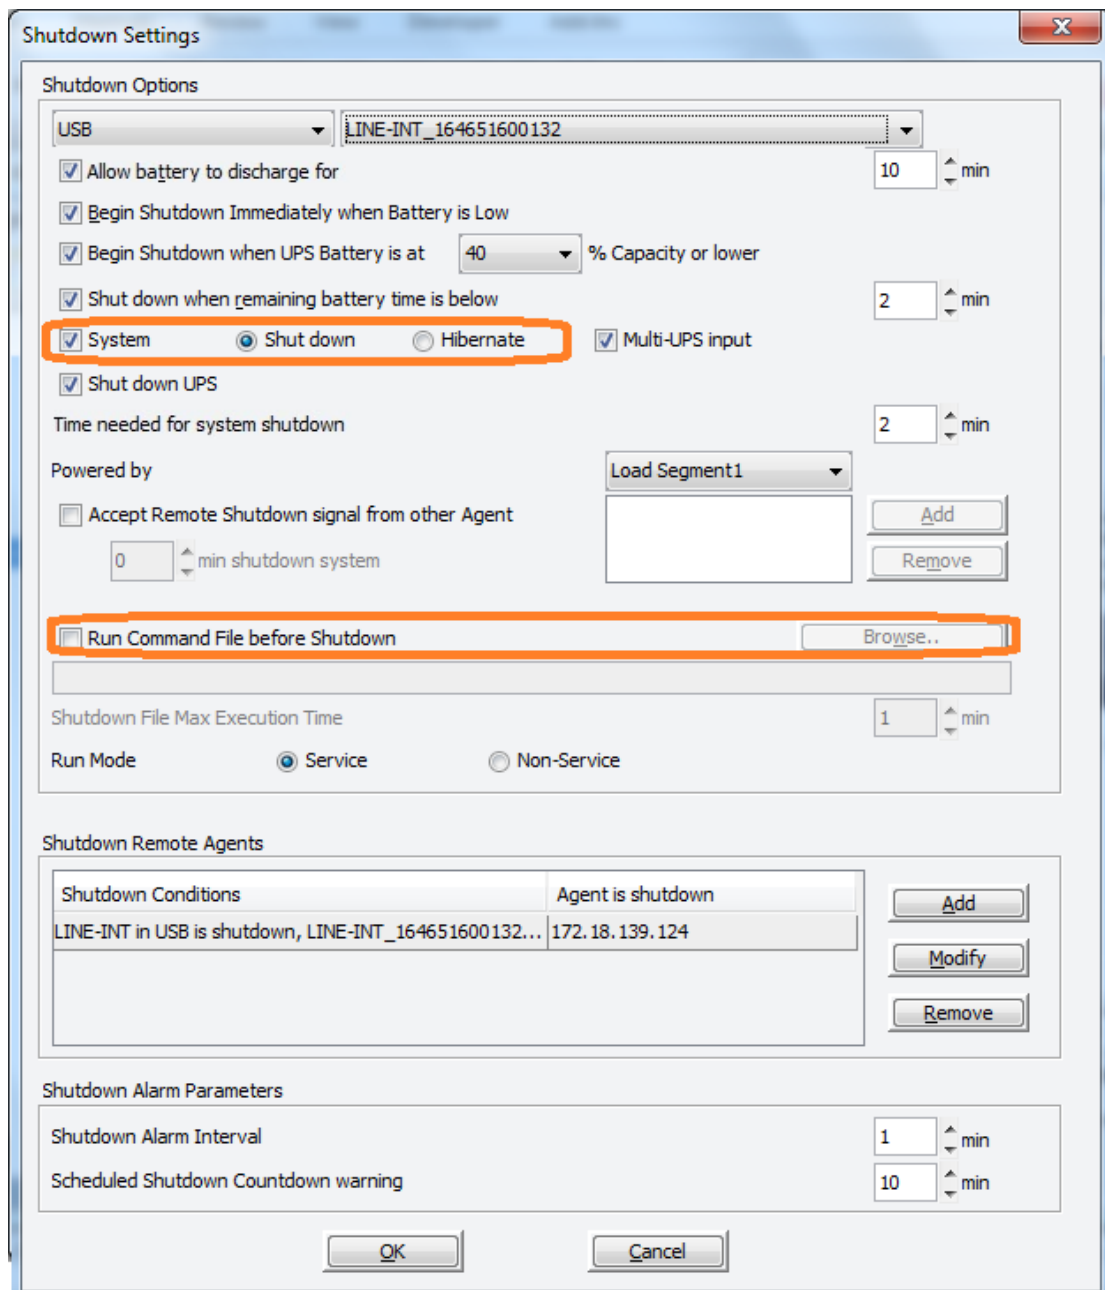 Shutdown Settings
Shutdown Options
USB LINE-INT_164651600132
Allow battery to discharge for 10 min
Begin Shutdown Immediately when Battery is Low
Begin Shutdown when UPS Battery is at 40 % Capacity or lower
Shut down when remaining battery time is below 2 min
System Shut down Hibernate Multi-UPS input
Shut down UPS
Time needed for system shutdown 2 min
Powered by Load Segment1
Accept Remote Shutdown signal from other Agent Add
0 min shutdown system Remove
Run Command File before Shutdown Browse..
Shutdown File Max Execution Time 1 min
Run Mode Service Non-Service
Shutdown Remote Agents
Shutdown Conditions Agent is shutdown
Add
LINE-INT in USB is shutdown, LINE-INT_164651600132... 172.18.139.124
Modify
Remove
Shutdown Alarm Parameters
Shutdown Alarm Interval 1 min
Scheduled Shutdown Countdown warning 10 min
OK Cancel